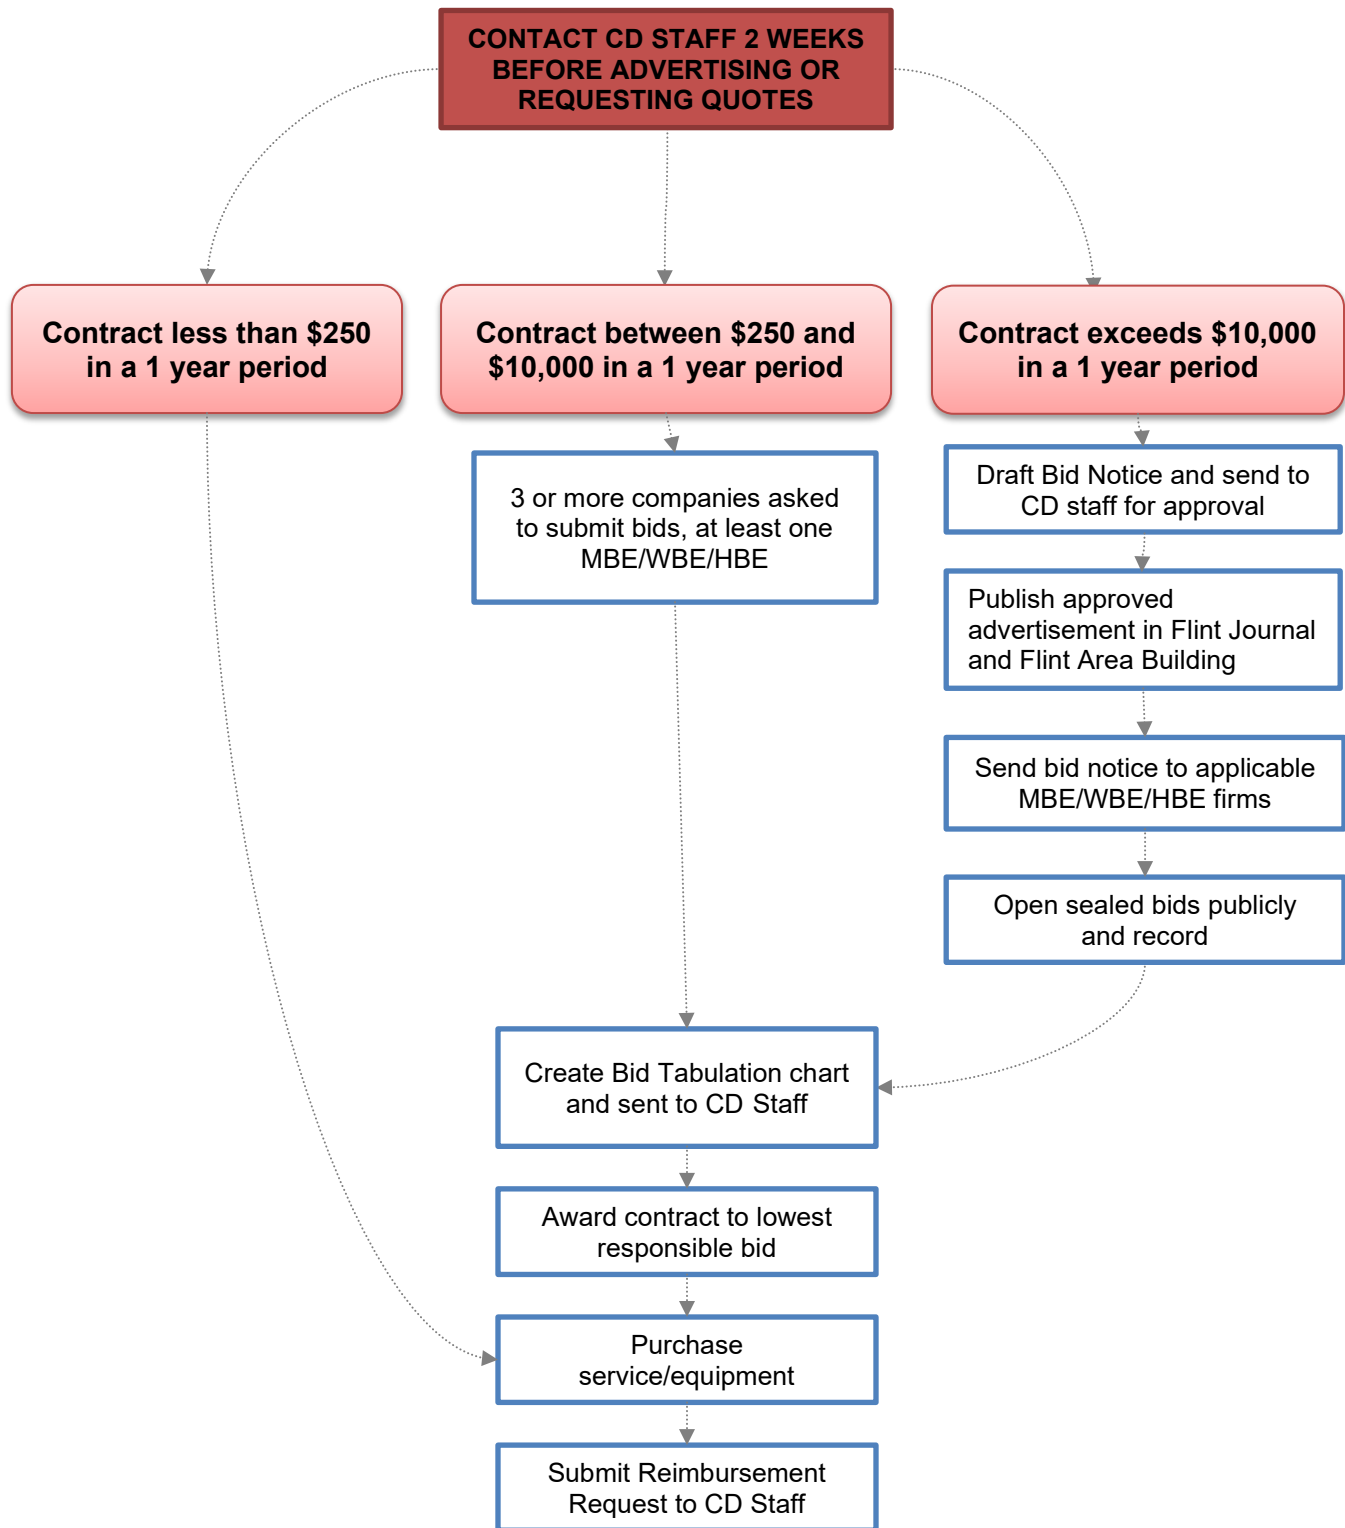 CONTACT CD STAFF 2 WEEKS
BEFORE ADVERTISING OR
REQUESTING QUOTES
Contract less than $250
in a 1 year period
Contract between $250 and
$10,000 in a 1 year period
Contract exceeds $10,000
in a 1 year period
3 or more companies asked
to submit bids, at least one
MBE/WBE/HBE
Draft Bid Notice and send to
CD staff for approval
Publish approved
advertisement in Flint Journal
and Flint Area Building
Send bid notice to applicable
MBE/WBE/HBE firms
Open sealed bids publicly
and record
Create Bid Tabulation chart
and sent to CD Staff
Award contract to lowest
responsible bid
Purchase
service/equipment
Submit Reimbursement
Request to CD Staff